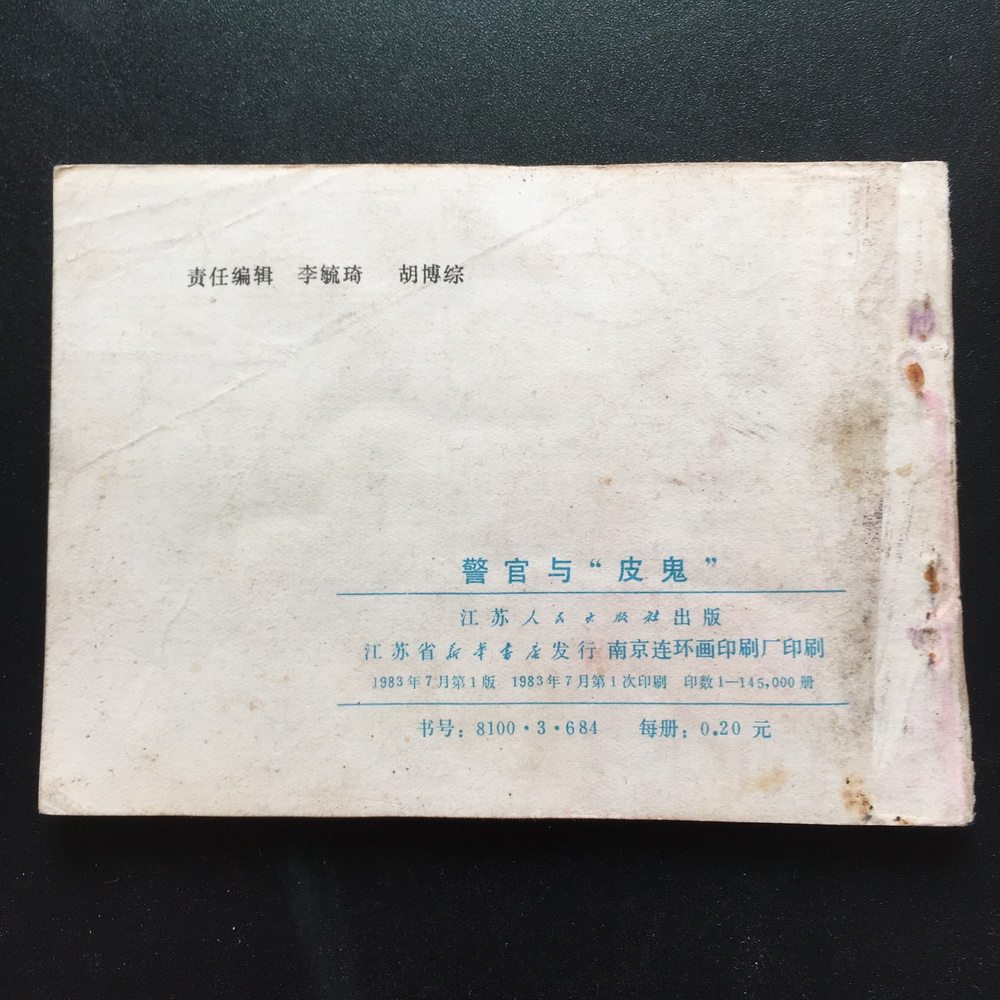 责任编辑 李毓琦 胡博综
警官与“皮鬼”
江苏人民出版社出版
江苏省新华书店发行 南京连环画印刷厂印刷
1983年7月第1版 1983年7月第1次印刷 印数1—145,000册
书号：8100·3·684 每册：0.20元